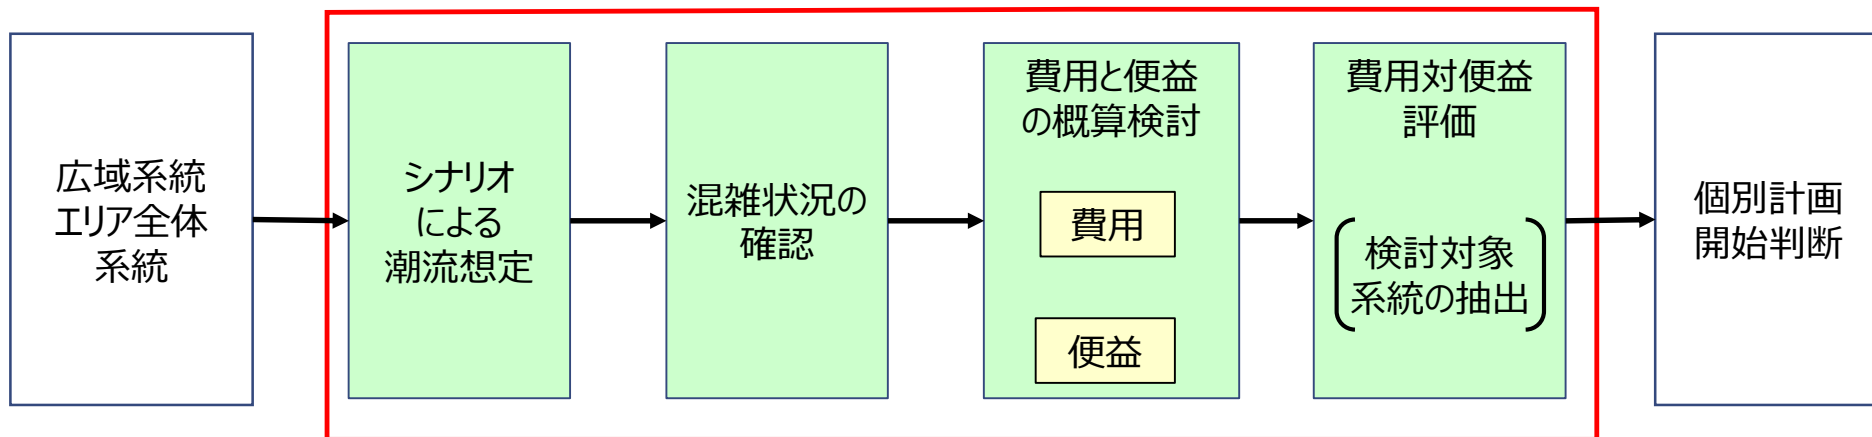 広域系統
エリア全体
系統
シナリオ
による
潮流想定
混雑状況の
確認
費用と便益
の概算検討
費用
便益
費用対便益
評価
検討対象
系統の抽出
個別計画
開始判断